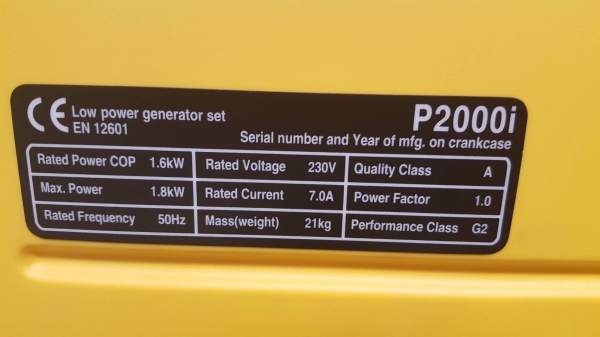 CE Low power generator set
EN 12601
P2000i
Serial number and Year of mfg. on crankcase
Rated Power COP 1.6kW Rated Voltage 230V Quality Class A
Max. Power 1.8kW Rated Current 7.0A Power Factor 1.0
Rated Frequency 50Hz Mass(weight) 21kg Performance Class G2